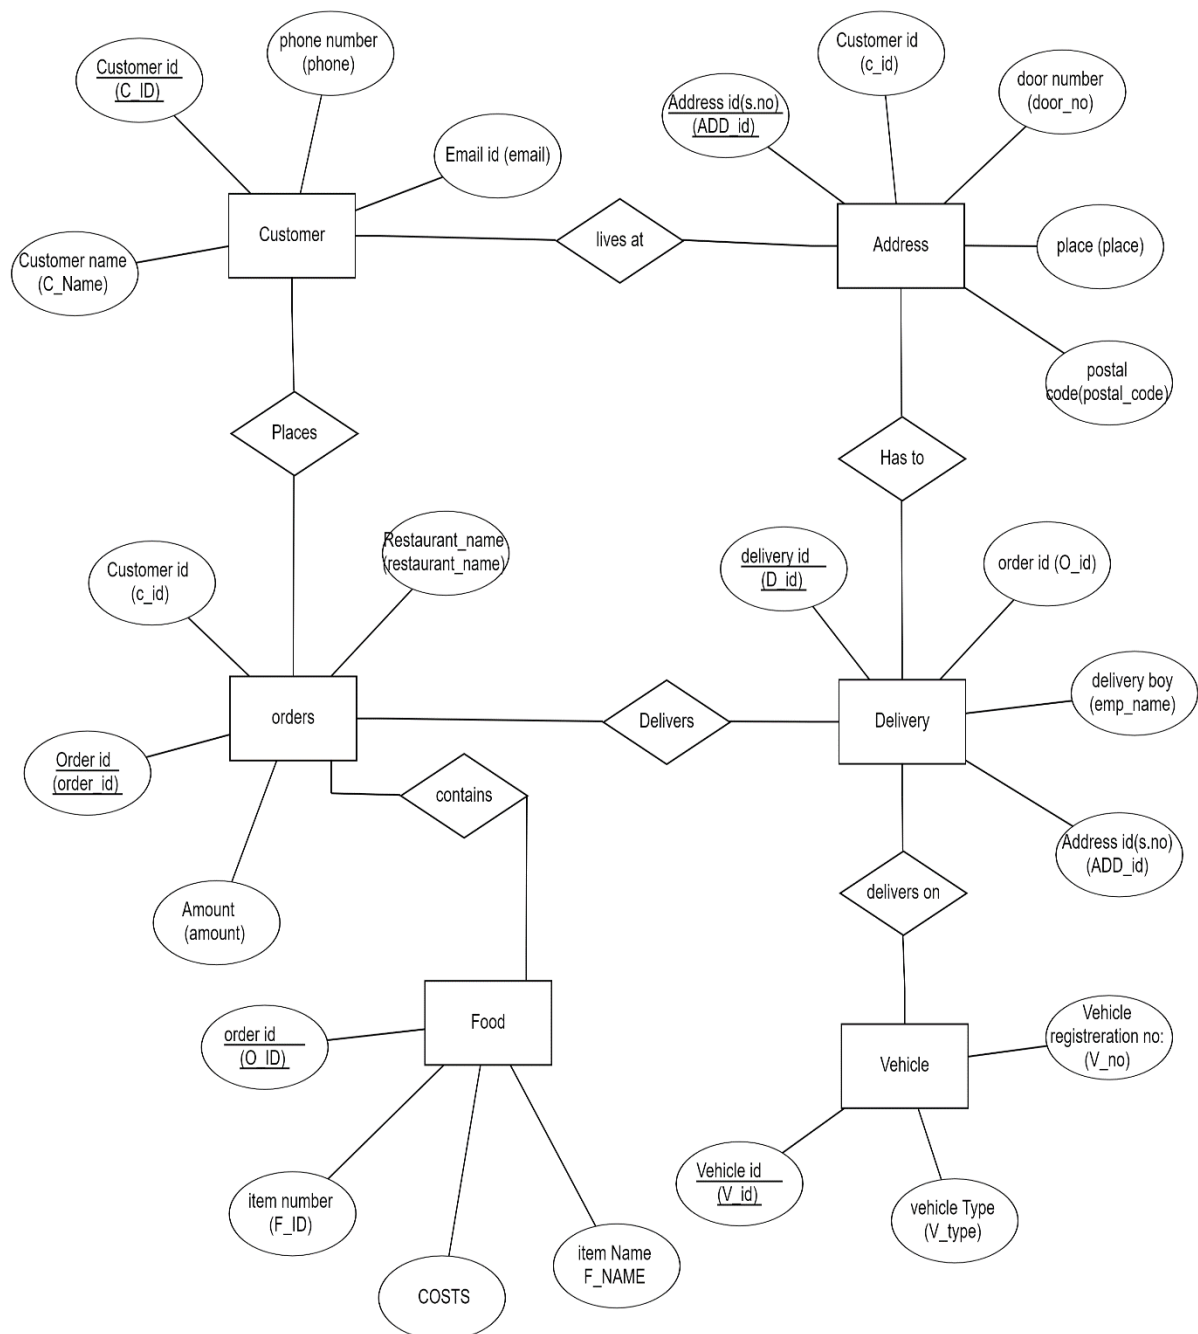 phone number
(phone)
Customer id
(c_id)
Customer id
(C_ID)
Address id(s.no)
(ADD_id)
door number
(door_no)
Email id (email)
Customer
lives at
Address
place (place)
Customer name
(C_Name)
postal
code(postal_code)
Places
Has to
Restaurant_name
(restaurant_name)
Customer id
(c_id)
delivery id
(D_id)
order id (O_id)
orders
Delivers
Delivery
delivery boy
(emp_name)
Order id
(order_id)
contains
Address id(s.no)
(ADD_id)
Amount
(amount)
delivers on
order id
(O_ID)
Food
Vehicle
Vehicle
registreration no:
(V_no)
item number
(F_ID)
Vehicle id
(V_id)
vehicle Type
(V_type)
item Name
F_NAME
COSTS